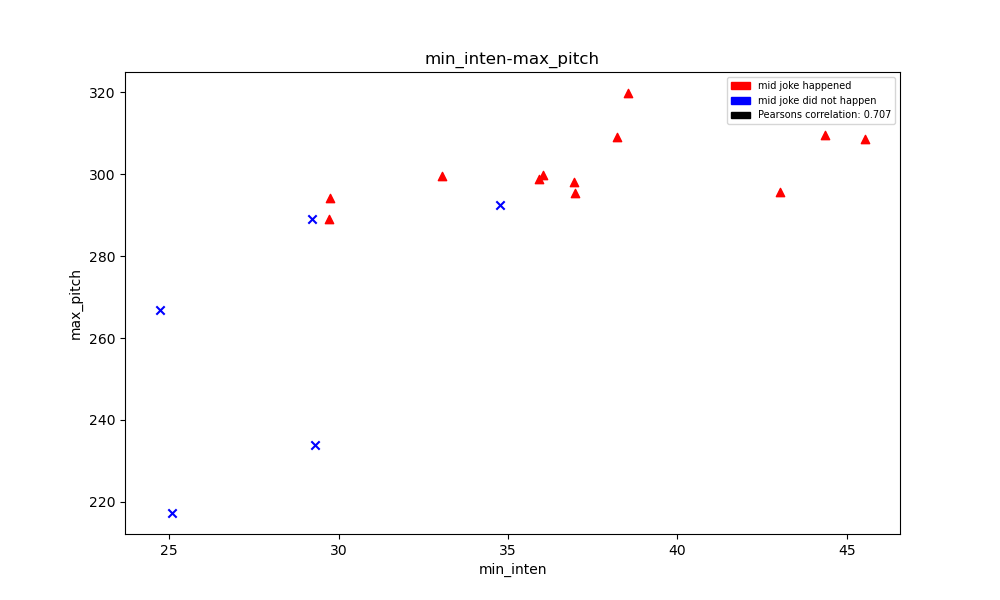 min_inten-max_pitch
mid joke happened
mid joke did not happen
Pearsons correlation: 0.707
320
300
280
260
240
220
max_pitch
25 30 35 40 45
min_inten